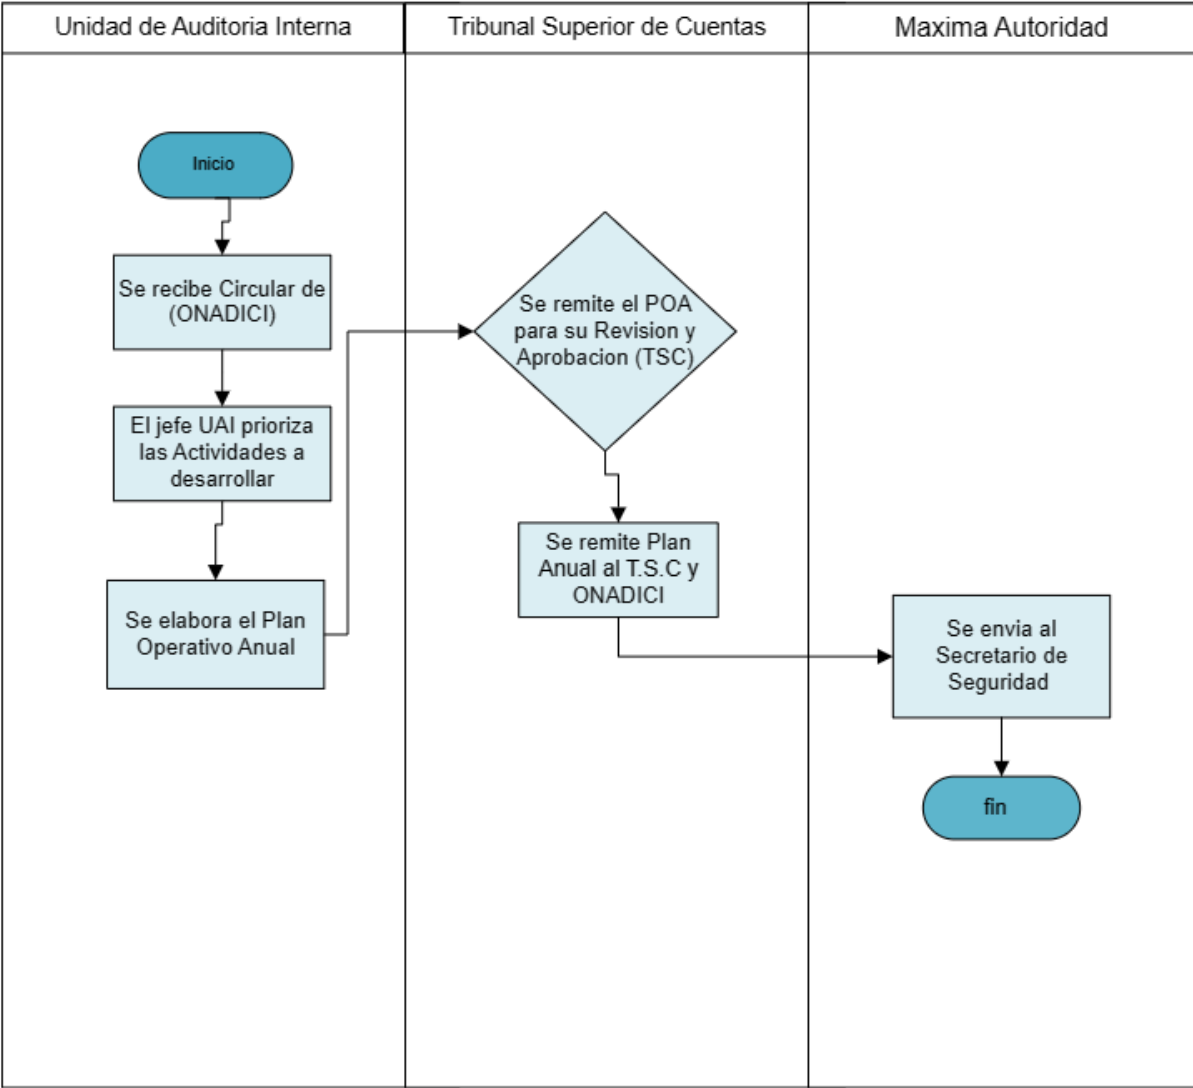 Unidad de Auditoria Interna
Tribunal Superior de Cuentas
Maxima Autoridad
Inicio
Se recibe Circular de
(ONADICI)
El jefe UAI prioriza
las Actividades a
desarrollar
Se elabora el Plan
Operativo Anual
Se remite el POA
para su Revision y
Aprobacion (TSC)
Se remite Plan
Anual al T.S.C y
ONADICI
Se envia al
Secretario de
Seguridad
fin